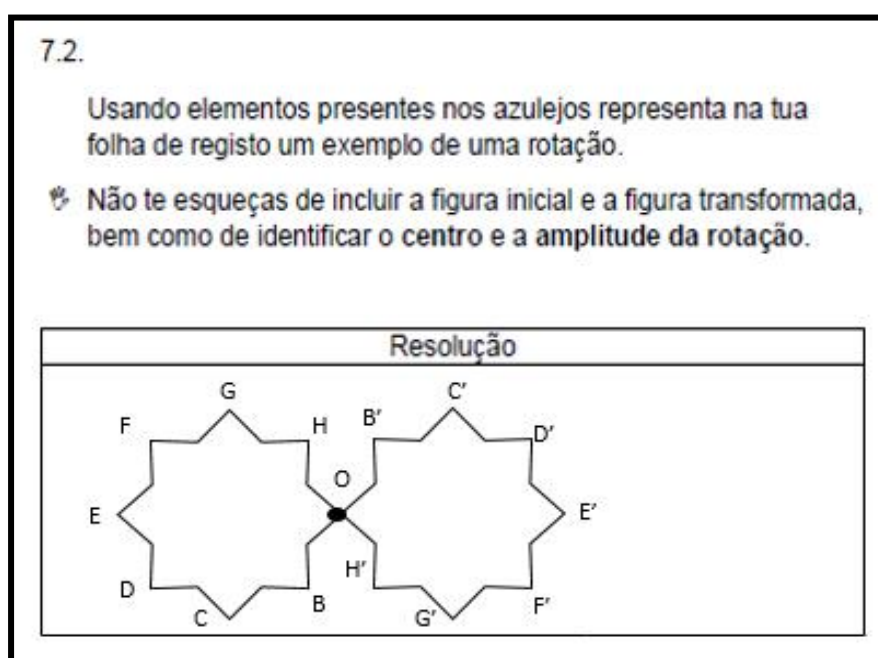 7.2.
Usando elementos presentes nos azulejos representa na tua
folha de registo um exemplo de uma rotação.
Não te esqueças de incluir a figura inicial e a figura transformada,
bem como de identificar o centro e a amplitude da rotação.
Resolução
G C'
F H B' D'
O
E E'
H'
D B F'
C G'